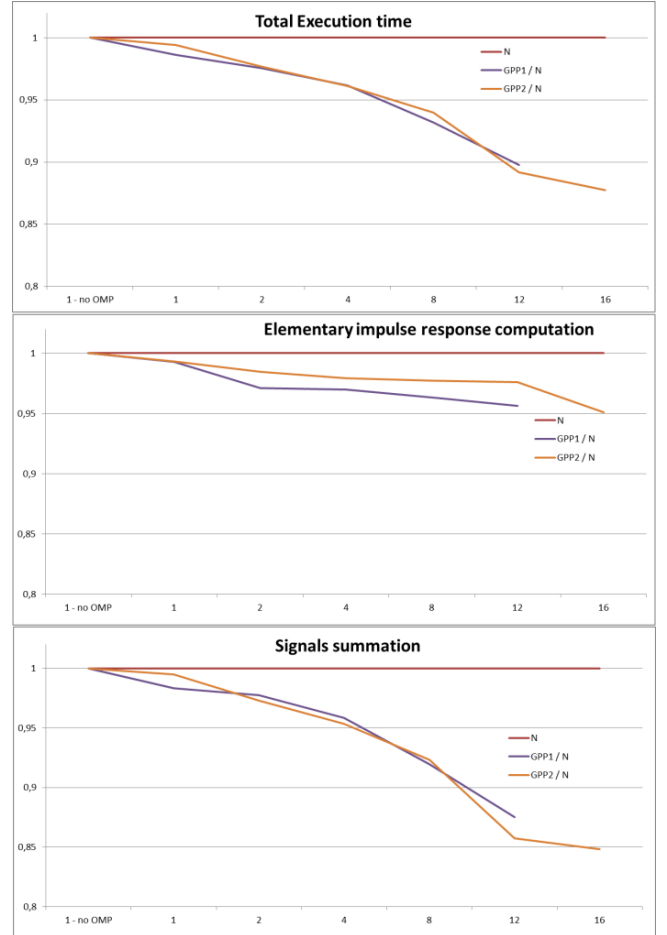 Total Execution time
1
N
GPP1 / N
0,95
GPP2 / N
0,9
0,85
0,8
1 - no OMP 1 2 4 8 12 16
Elementary impulse response computation
1
0,95
N
GPP1 / N
0,9
GPP2 / N
0,85
0,8
1 - no OMP 1 2 4 8 12 16
Signals summation
1
0,95
N
GPP1 / N
0,9
GPP2 / N
0,85
0,8
1 - no OMP 1 2 4 8 12 16